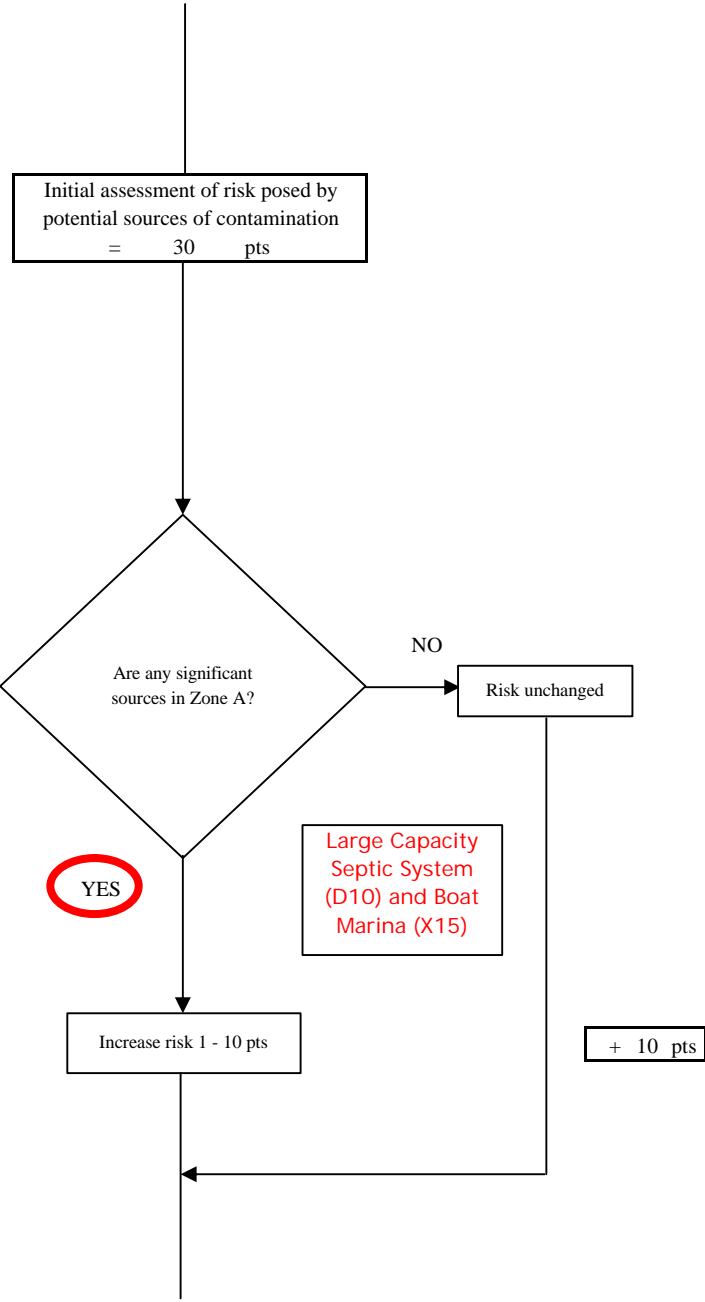 Initial assessment of risk posed by
potential sources of contamination
= 30 pts
NO
Are any significant
sources in Zone A?
Risk unchanged
Large Capacity
Septic System
(D10) and Boat
Marina (X15)
YES
Increase risk 1 - 10 pts
+ 10 pts